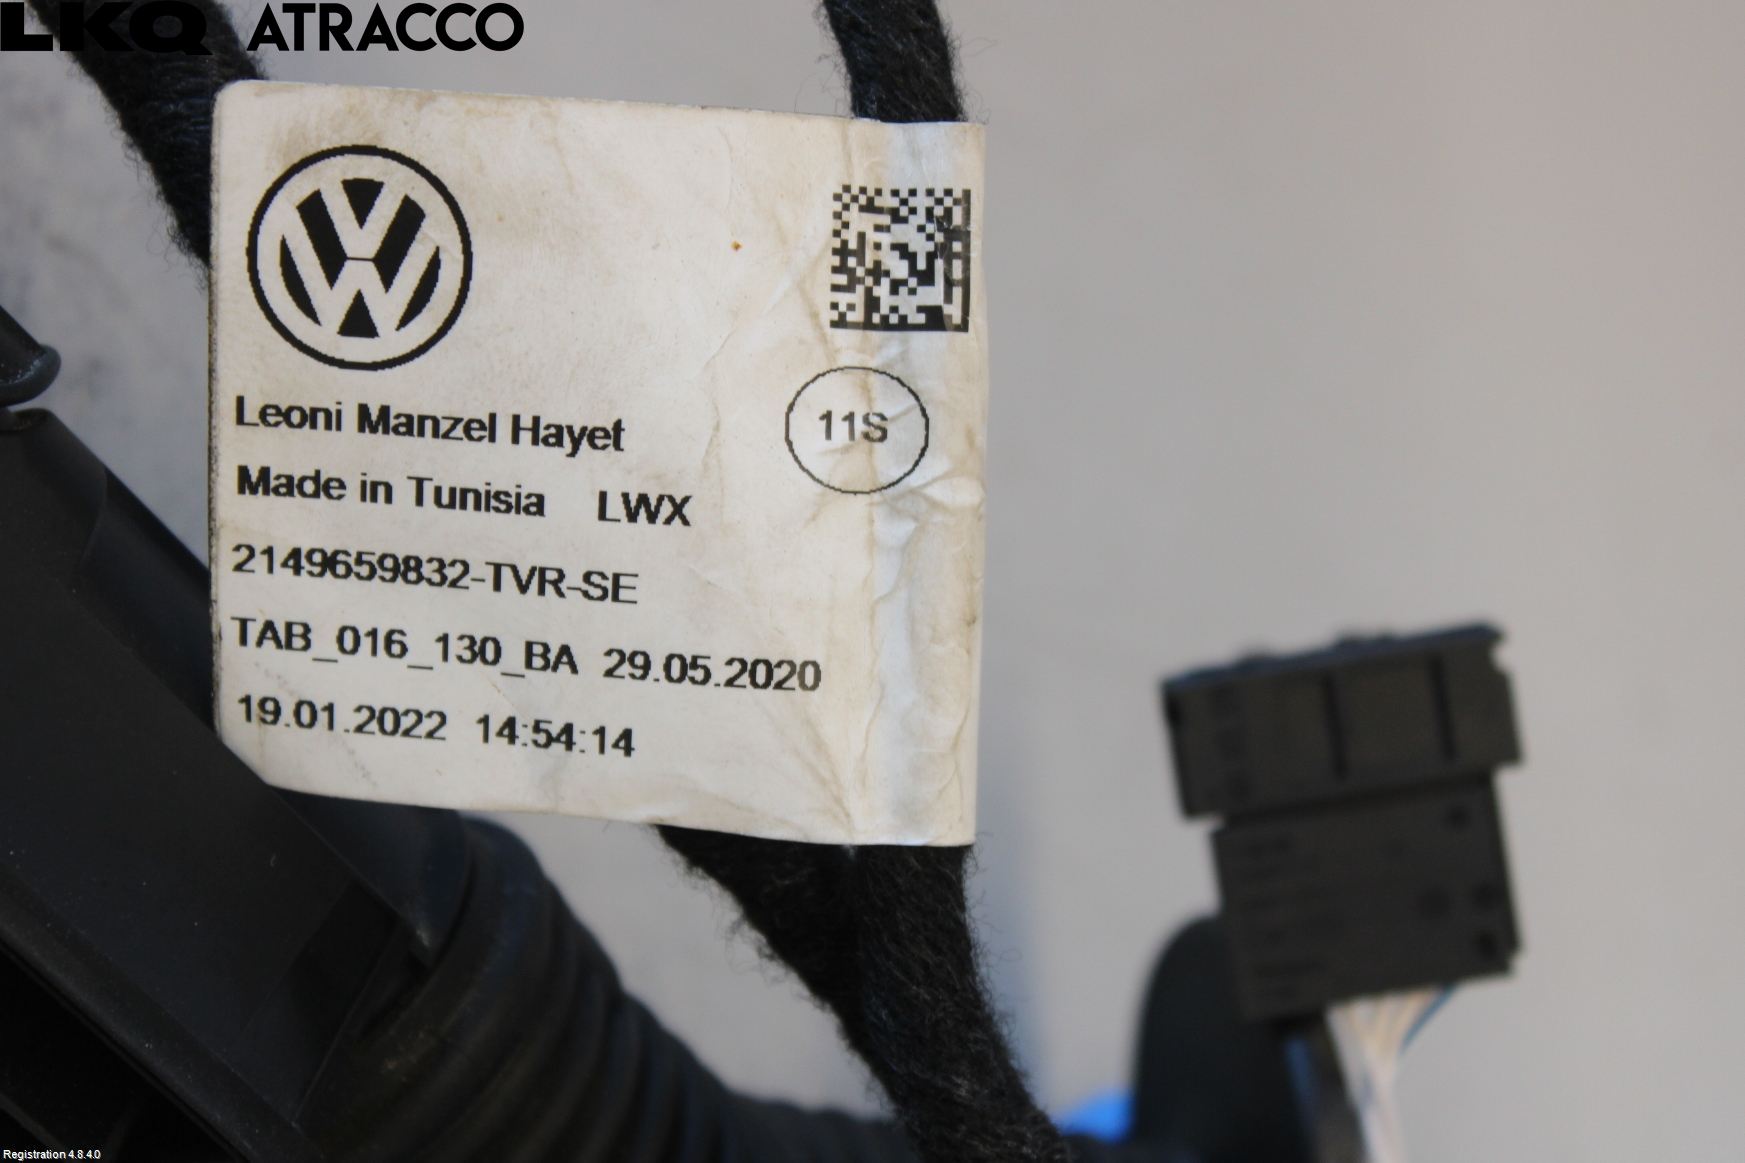 LKQ ATRACCO
11S
Leoni Manzel Hayet
Made in Tunisia LWX
2149659832-TVR-SE
TAB_016_130_BA 29.05.2020
19.01.2022 14:54:14
Registration 4.8.4.0